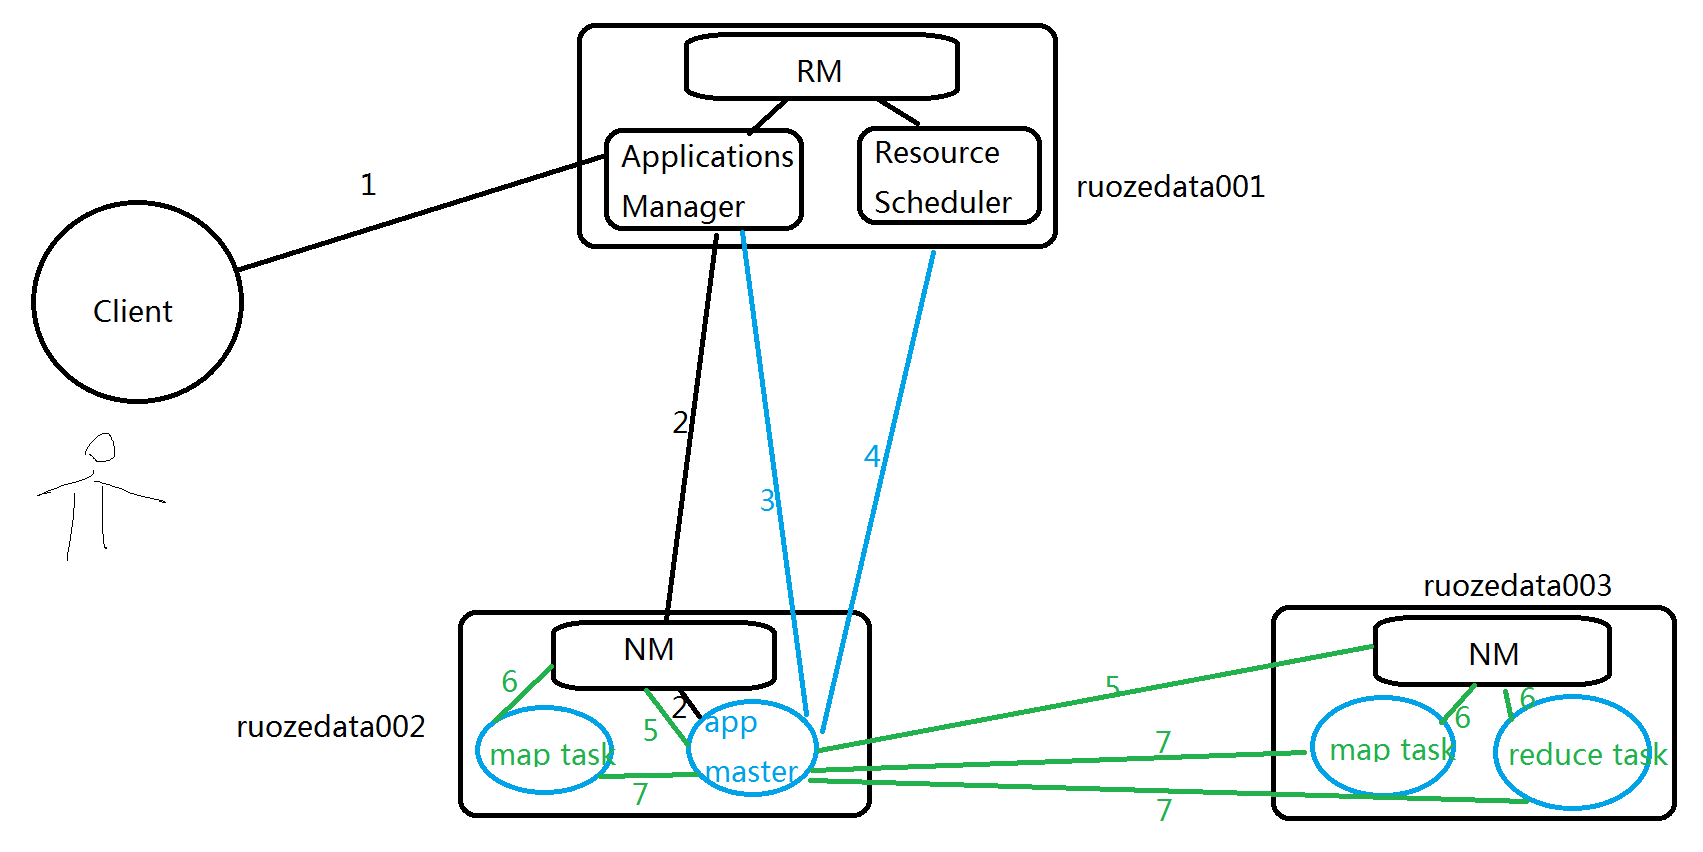 RM
Applications
Manager
Resource
Scheduler
ruozedata001
1
Client
2
4
3
ruozedata003
NM
NM
6
5
2
app
master
5
6
6
ruozedata002
map task
7
7
map task
reduce task
7